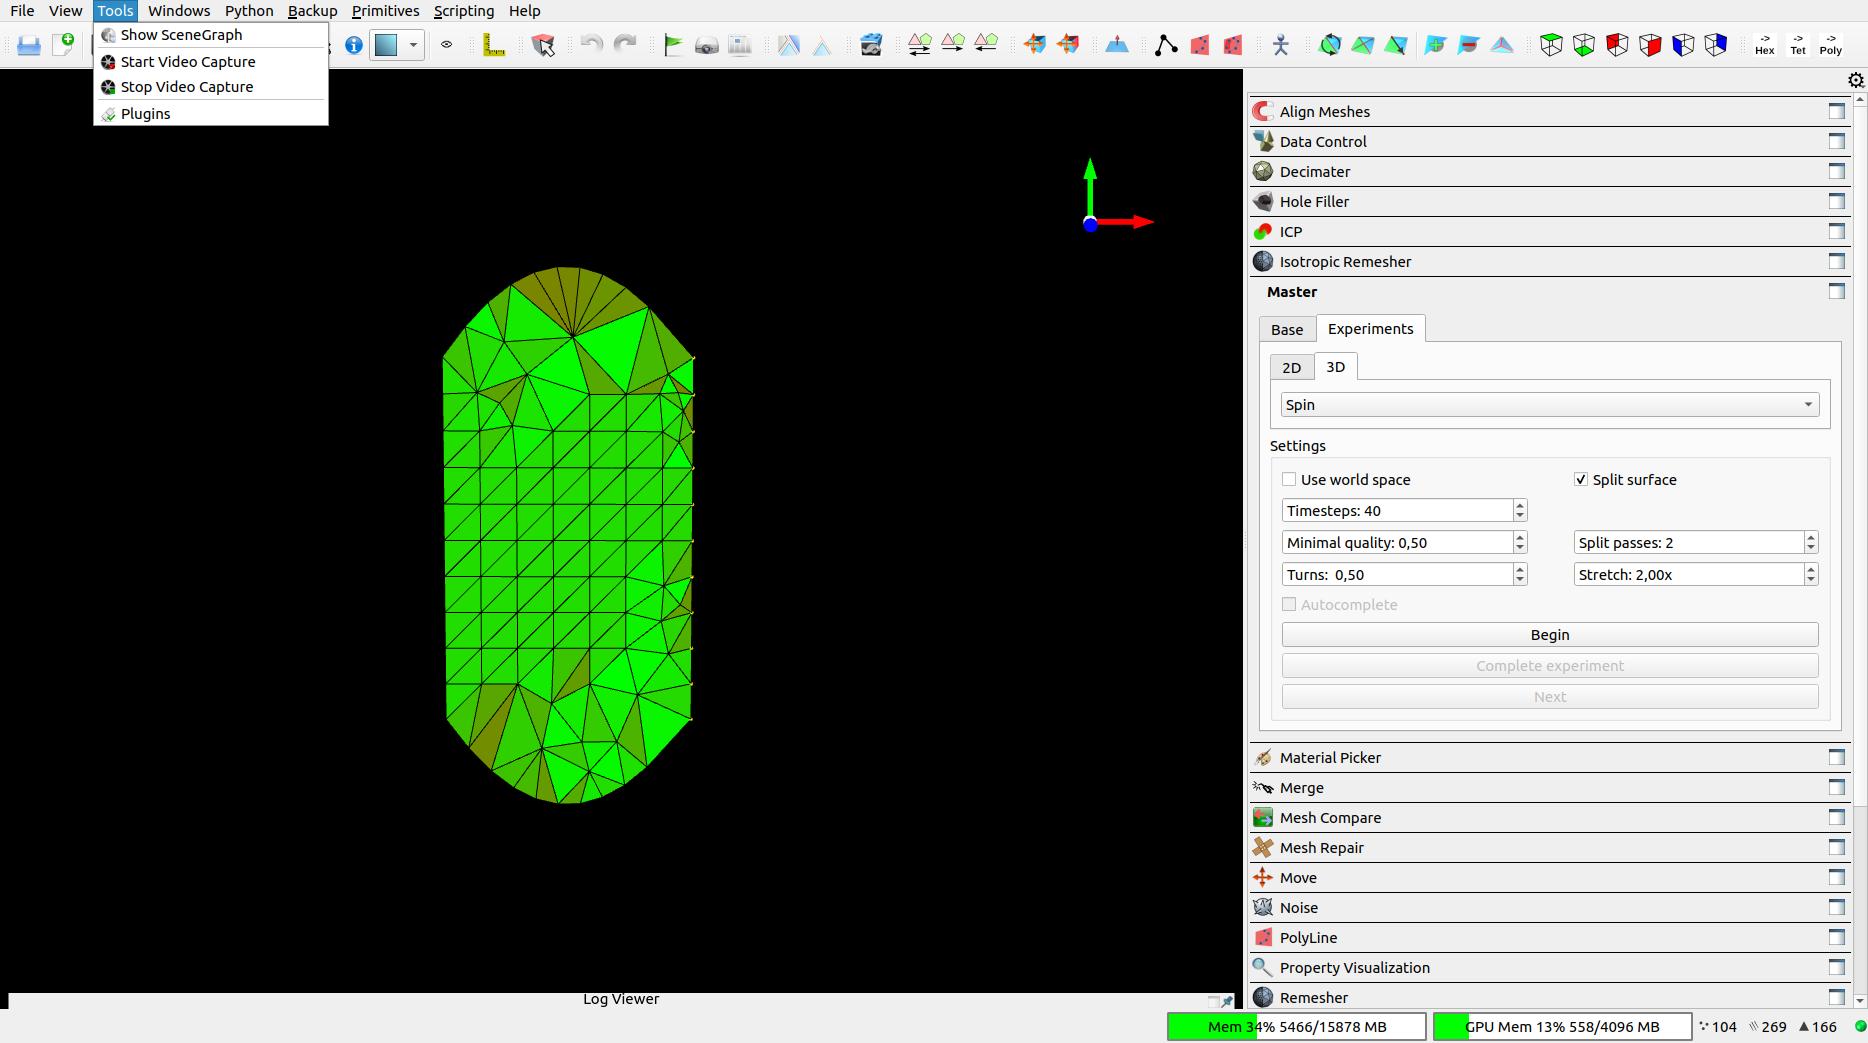 File View Tools Windows Python Backup Primitives Scripting Help
Show SceneGraph
Start Video Capture
Stop Video Capture
Plugins
-> Hex -> Tet -> Poly
Align Meshes
Data Control
Decimater
Hole Filler
ICP
Isotropic Remesher
Master
Base Experiments
2D 3D
Spin
Settings
Use world space Split surface
Timesteps: 40
Minimal quality: 0,50 Split passes: 2
Turns: 0,50 Stretch: 2,00x
Autocomplete
Begin
Complete experiment
Next
Material Picker
Merge
Mesh Compare
Mesh Repair
Move
Noise
PolyLine
Property Visualization
Remesher
Log Viewer
Mem 34% 5466/15878 MB GPU Mem 13% 558/4096 MB 104 269 166